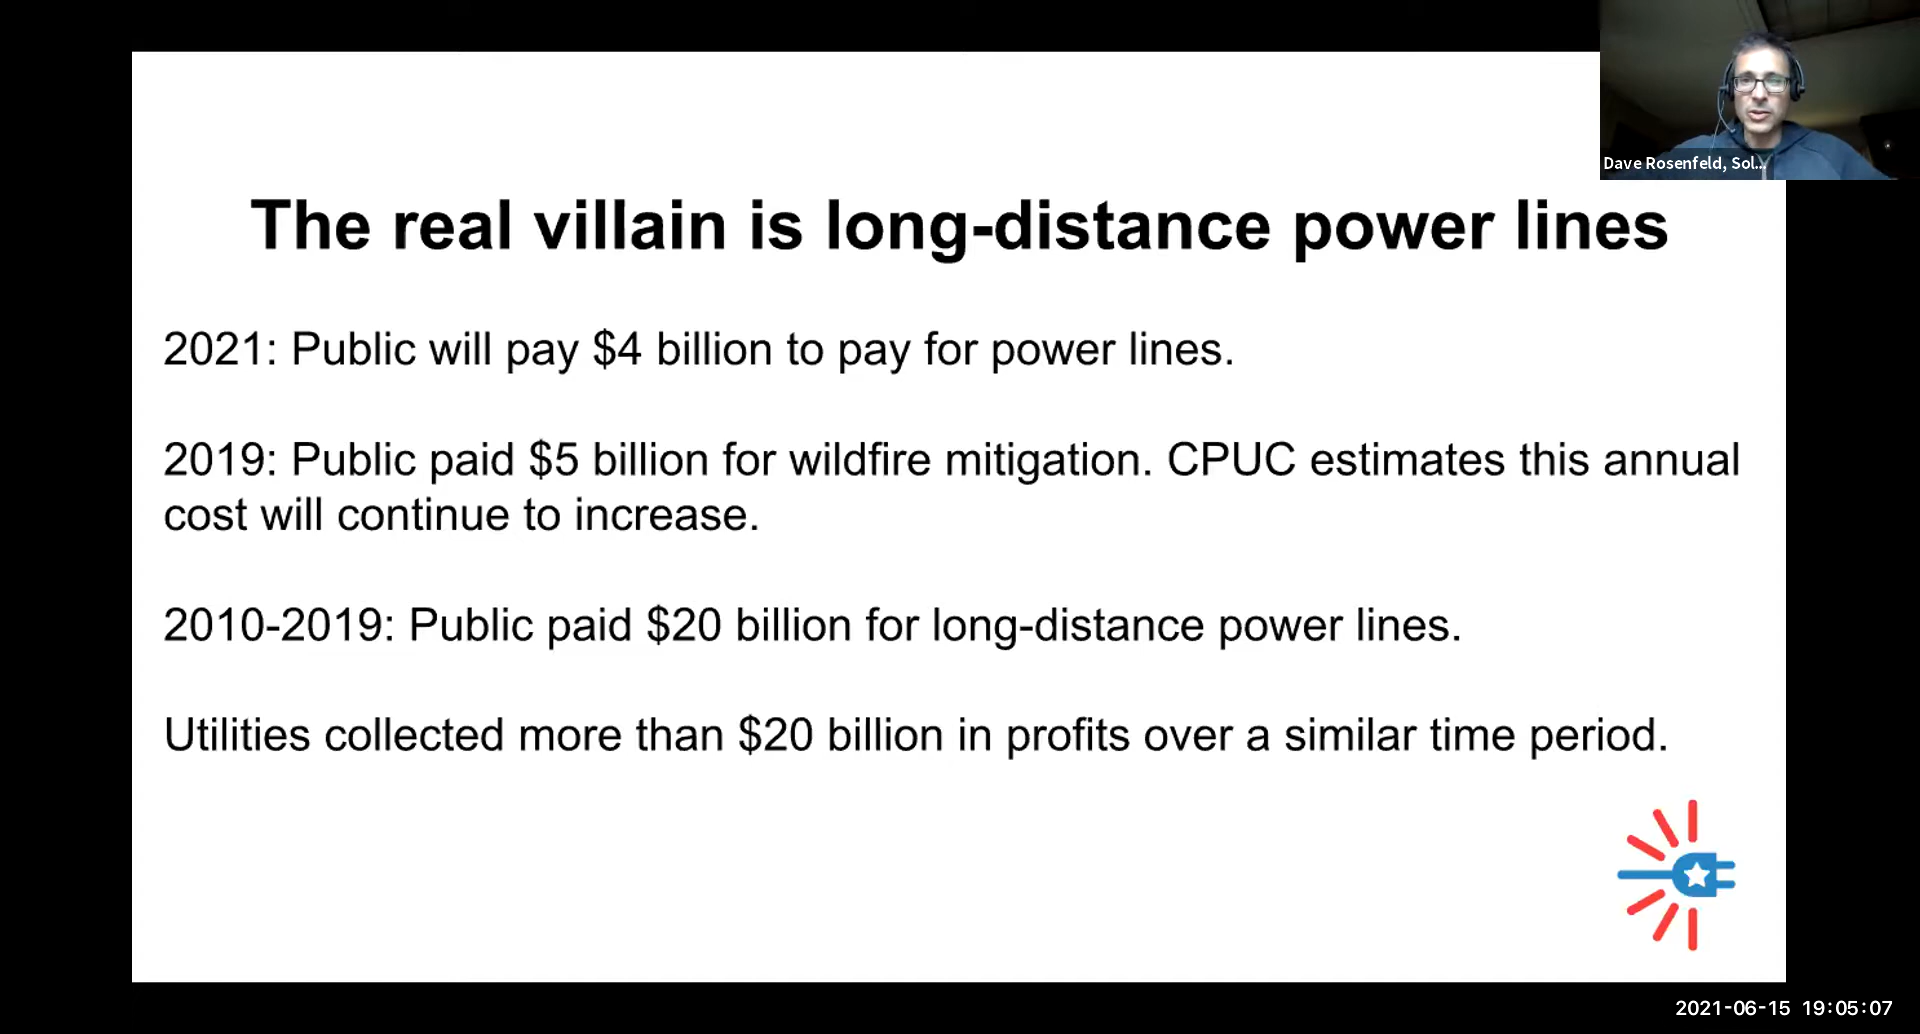 Dave Rosenfeld, Sol...
The real villain is long-distance power lines
2021: Public will pay $4 billion to pay for power lines.
2019: Public paid $5 billion for wildfire mitigation. CPUC estimates this annual
cost will continue to increase.
2010-2019: Public paid $20 billion for long-distance power lines.
Utilities collected more than $20 billion in profits over a similar time period.
2021-06-15 19:05:07